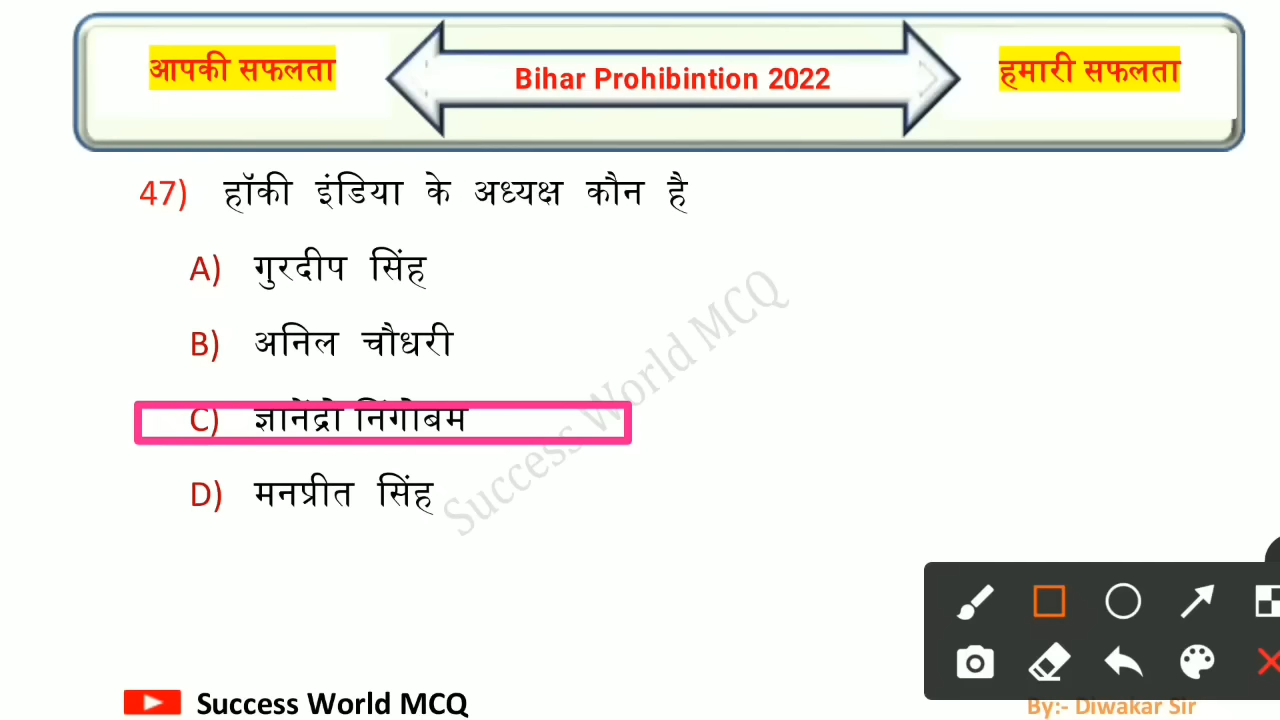 आपकी सफलता
Bihar Prohibintion 2022
हमारी सफलता
47) हॉकी इंडिया के अध्यक्ष कौन है
A) गुरदीप सिंह
B) अनिल चौधरी
C) ज्ञानेंद्रो निंगोबम
D) मनप्रीत सिंह
Success World MCQ
Success World MCQ
By:- Diwakar Sir